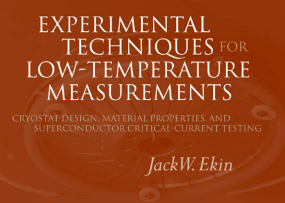 EXPERIMENTAL
TECHNIQUES FOR
LOW-TEMPERATURE
MEASUREMENTS
CRYOSTAT DESIGN, MATERIAL PROPERTIES, AND
SUPERCONDUCTOR CRITICAL-CURRENT TESTING
Jack W. Ekin